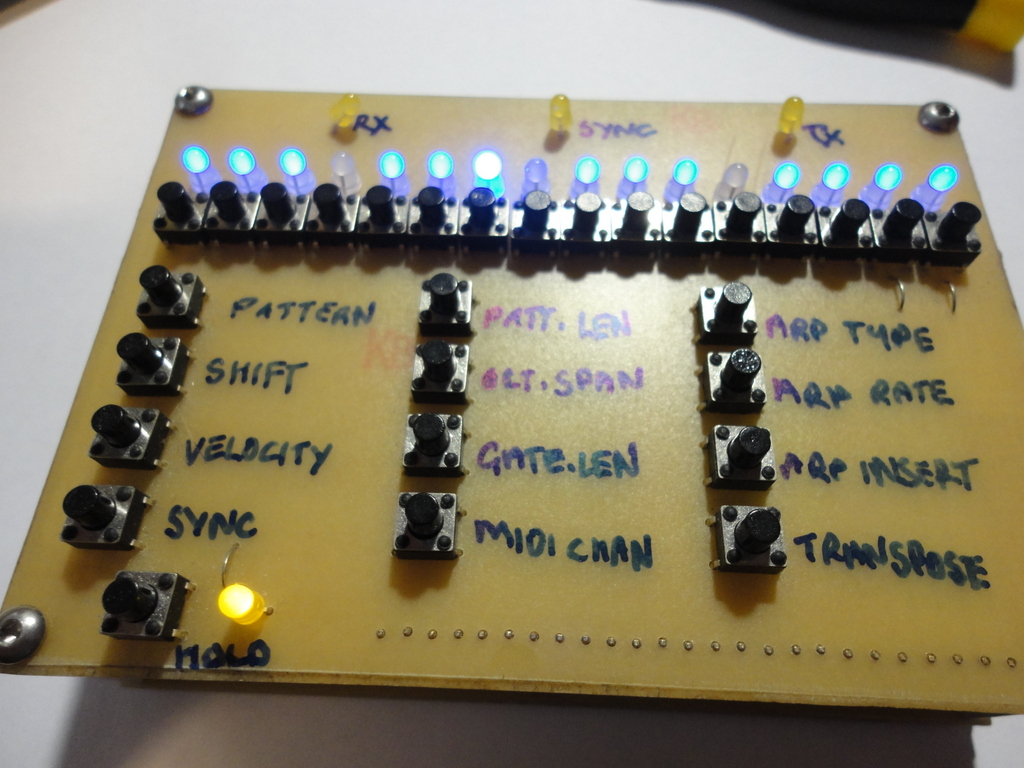 RX
SYNC
TX
PATTERN
PATT. LEN
ARP TYPE
SHIFT
OCT. SPAN
ARP RATE
VELOCITY
GATE.LEN
ARP INSERT
SYNC
MIDI CHAN
TRANSPOSE
HOLD